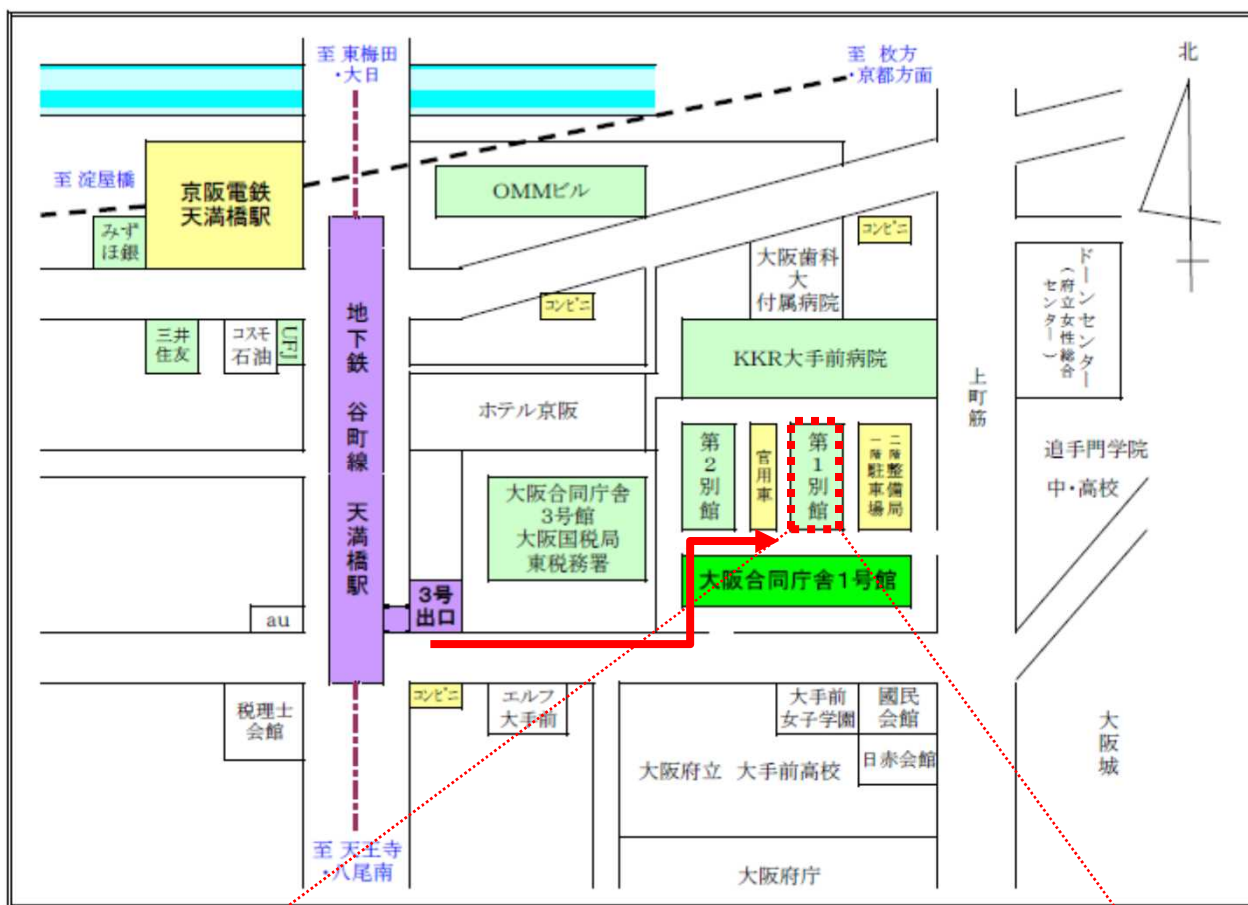 至 東梅田
・大日
至 枚方
・京都方面
北
至 淀屋橋
京阪電鉄
天満橋駅
OMMビル
みず
ほ銀
コンビニ
大阪歯科
大
付属病院
ドーンセンター
(府立女性総合
センター)
地下鉄 谷町線 天満橋駅
コンビニ
三井
住友
コスモ
石油
UFJ
KKR大手前病院
上町筋
ホテル京阪
第2別館
官用車
第1別館
二階整備局
一階駐車場
追手門学院
中・高校
大阪合同庁舎
3号館
大阪国税局
東税務署
大阪合同庁舎1号館
3号
出口
au
税理士
会館
コンビニ
エルフ
大手前
大手前
女子学園
國民
会館
大阪城
大阪府立 大手前高校
日赤会館
至 天王寺
・八尾南
大阪府庁